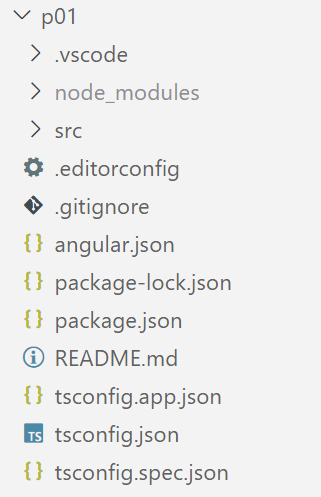 p01
.vscode
node_modules
src
.editorconfig
.gitignore
{} angular.json
{} package-lock.json
{} package.json
README.md
{} tsconfig.app.json
TS tsconfig.json
{} tsconfig.spec.json